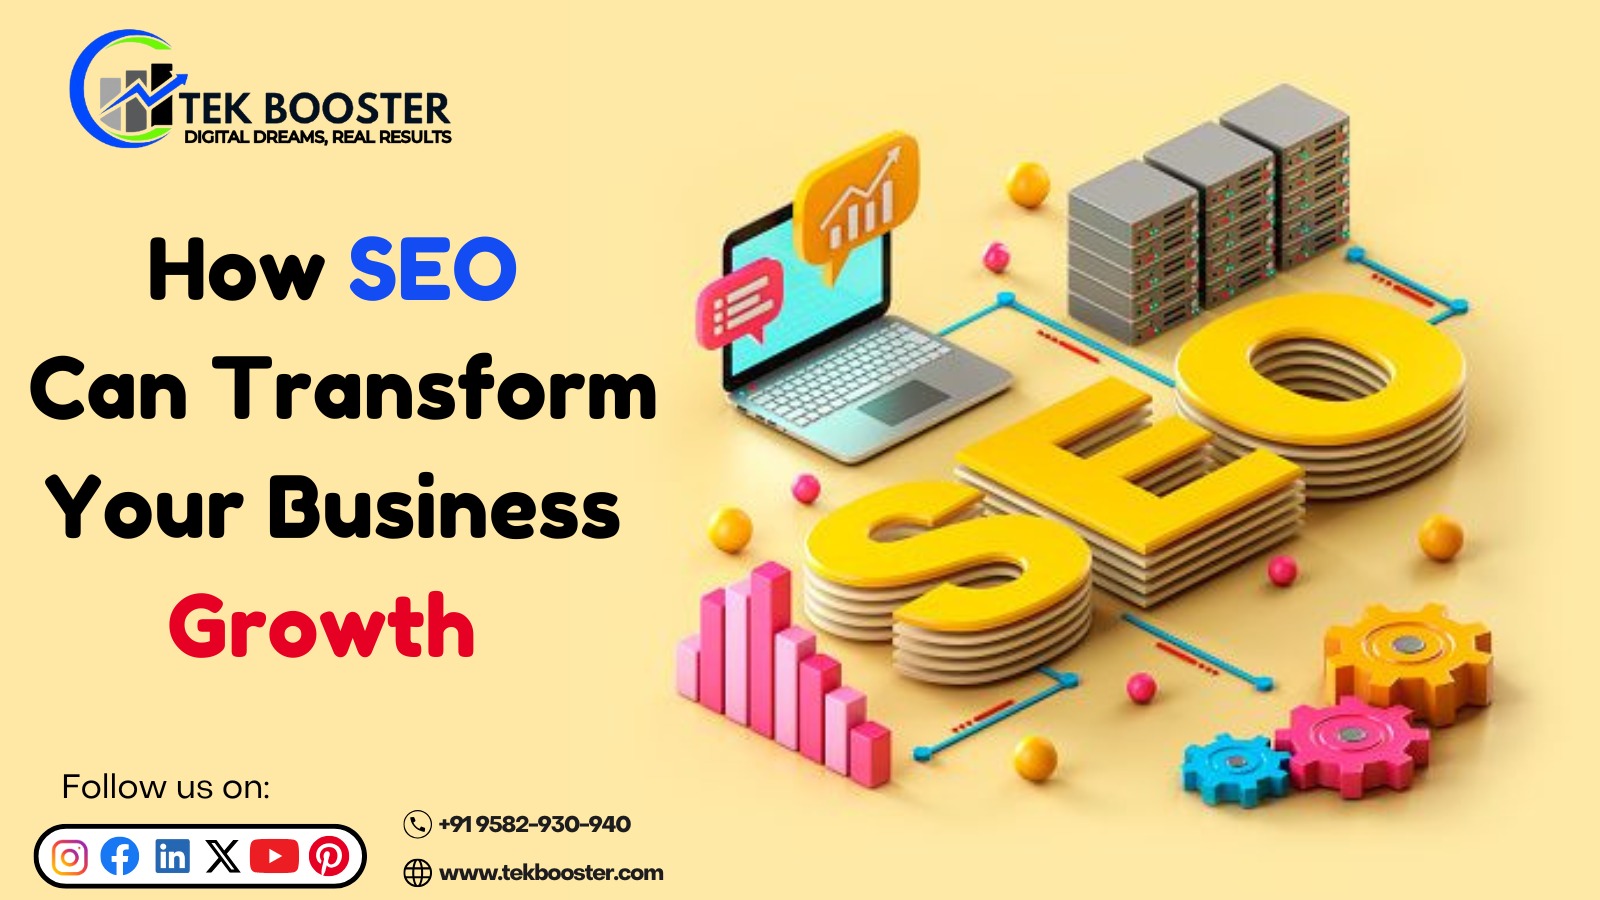 TEK BOOSTER
DIGITAL DREAMS, REAL RESULTS
How SEO
Can Transform
Your Business
Growth
SEO
Follow us on:
+91 9582-930-940
www.tekbooster.com